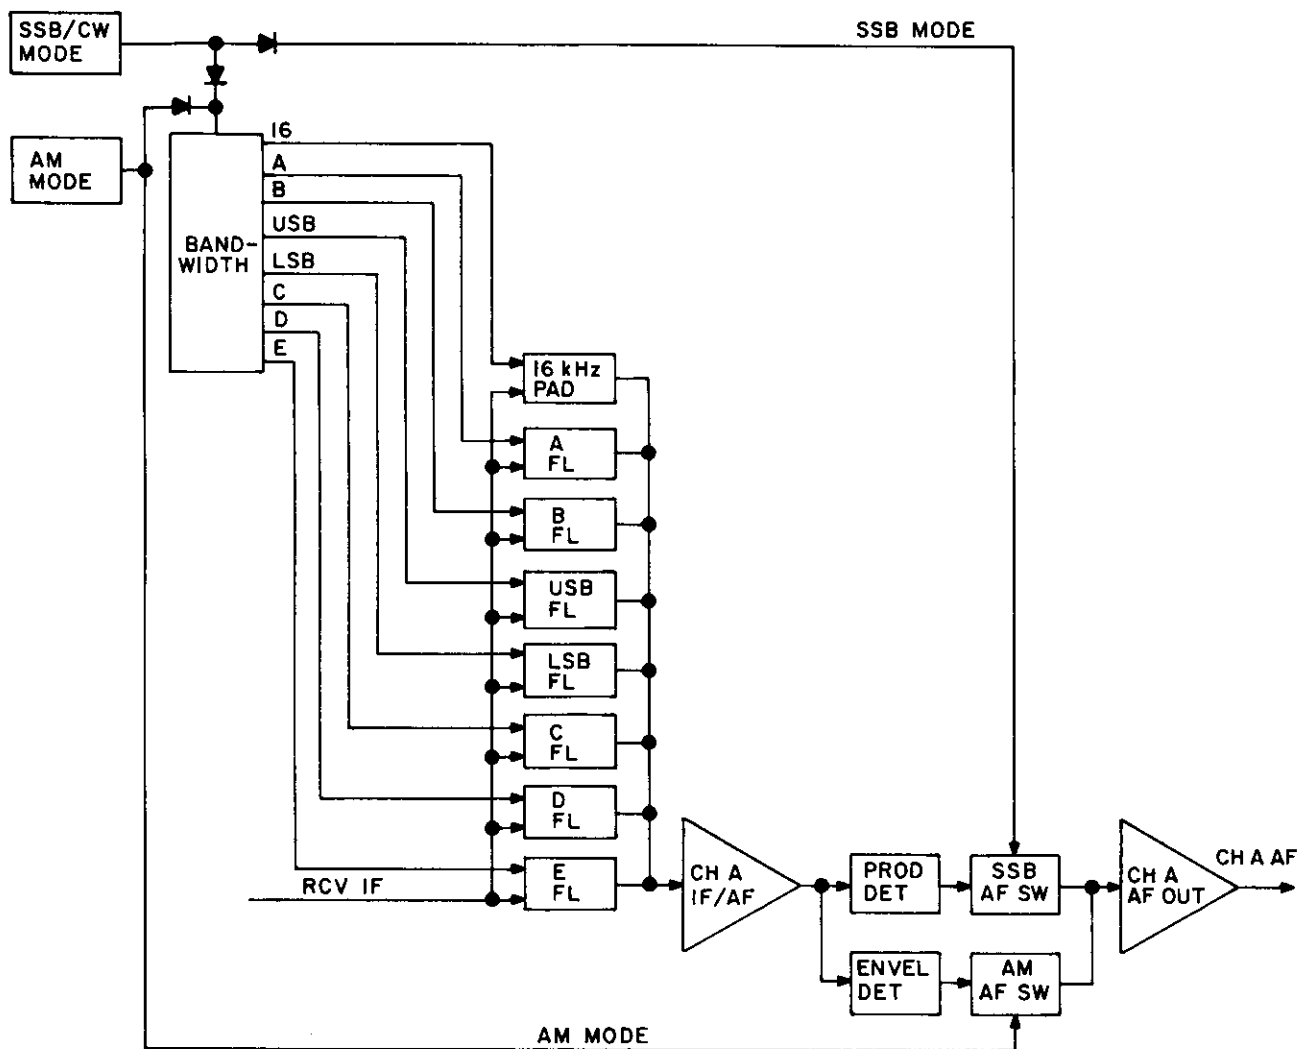 SSB/CW
MODE
SSB MODE
AM
MODE
BAND-
WIDTH
16
A
B
USB
LSB
C
D
E
16 kHz
PAD
A
FL
B
FL
USB
FL
LSB
FL
C
FL
D
FL
E
FL
RCV IF
CH A
IF/AF
PROD
DET
SSB
AF SW
CH A
AF OUT
CH A AF
ENVEL
DET
AM
AF SW
AM MODE